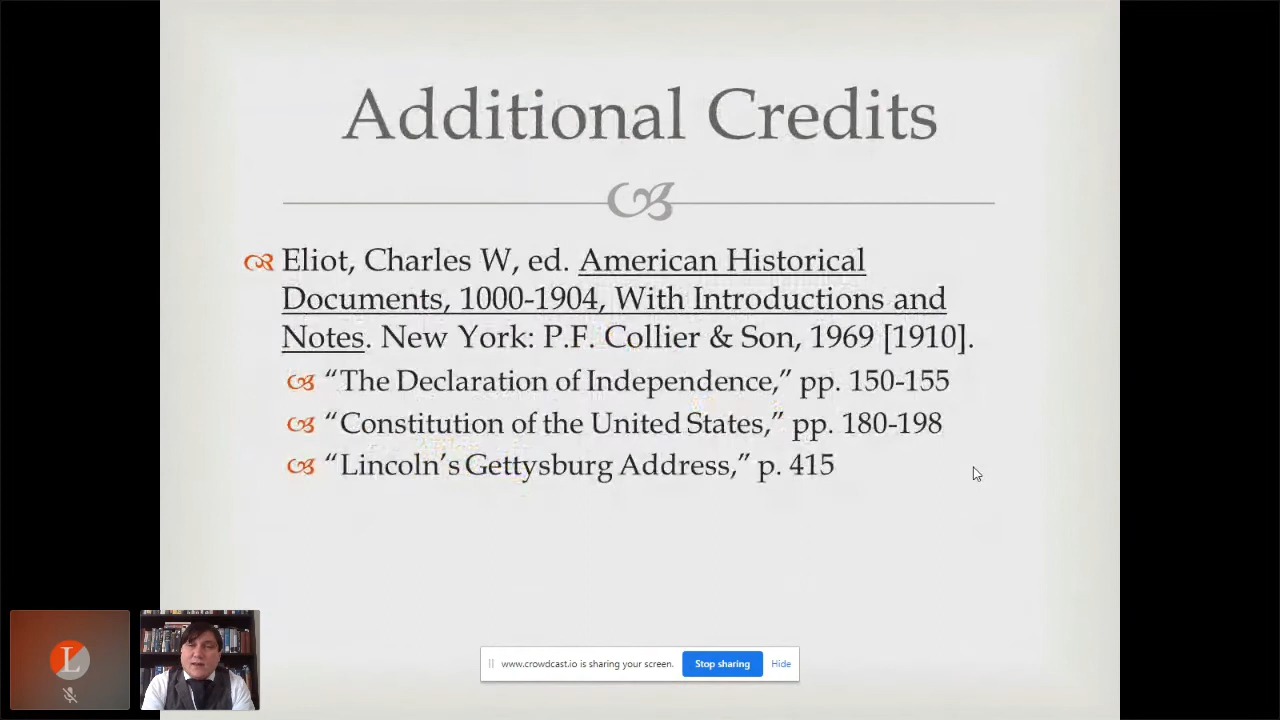 Additional Credits
Eliot, Charles W, ed. American Historical
Documents, 1000-1904, With Introductions and
Notes. New York: P.F. Collier & Son, 1969 [1910].
“The Declaration of Independence,” pp. 150-155
“Constitution of the United States,” pp. 180-198
“Lincoln’s Gettysburg Address,” p. 415
L
www.crowdcast.io is sharing your screen. Stop sharing Hide